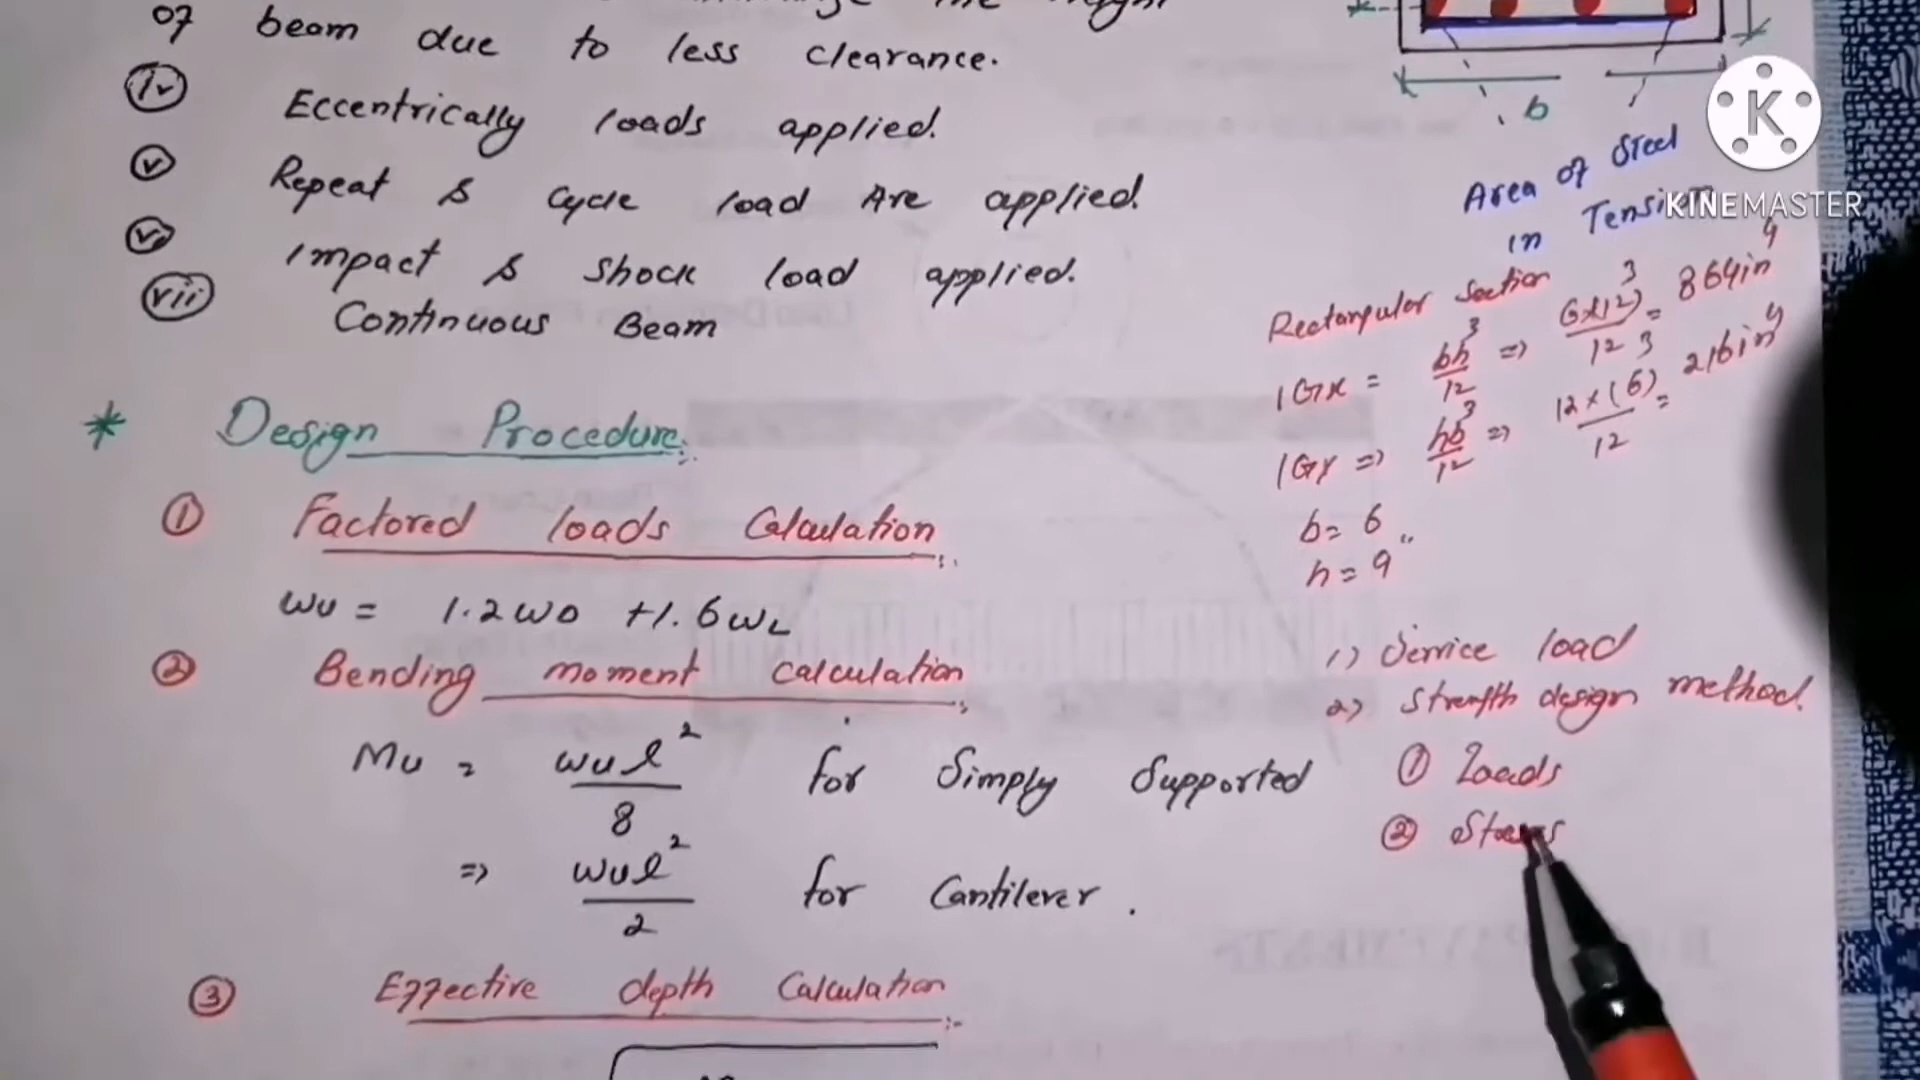 of beam due to less clearance.
(iv) Eccentrically loads applied.
(v) Repeat & Cycle load Are applied.
Impact & shock load applied.
(vii) Continuous Beam
* Design Procedure:
① Factored loads Calculation
wu = 1.2wD + 1.6wL
② Bending moment calculation
Mu = wul²/8 for Simply Supported
=> wul²/2 for Cantilever.
③ Effective depth Calculation
b
Area of Steel
in Tension
KINEMASTER
K
Rectangular section
IGx = bh³/12 => 6x(12)³/12 = 864in⁴
IGy => hb³/12 => 12x(6)³/12 = 216in⁴
b = 6"
h = 9
1) Service load
2) Strength design method.
① Loads
② Stress